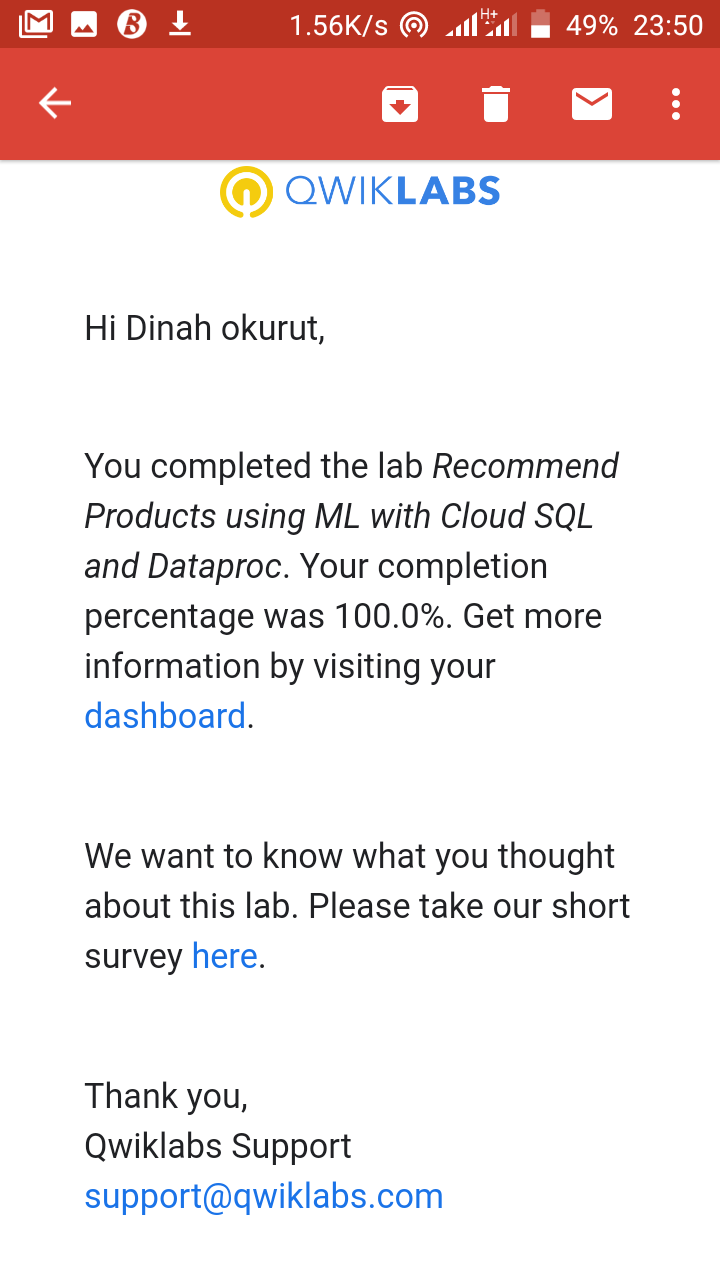 1.56K/s H+ 49% 23:50
QWIKLABS
Hi Dinah okurut,
You completed the lab Recommend
Products using ML with Cloud SQL
and Dataproc. Your completion
percentage was 100.0%. Get more
information by visiting your
dashboard.
We want to know what you thought
about this lab. Please take our short
survey here.
Thank you,
Qwiklabs Support
support@qwiklabs.com